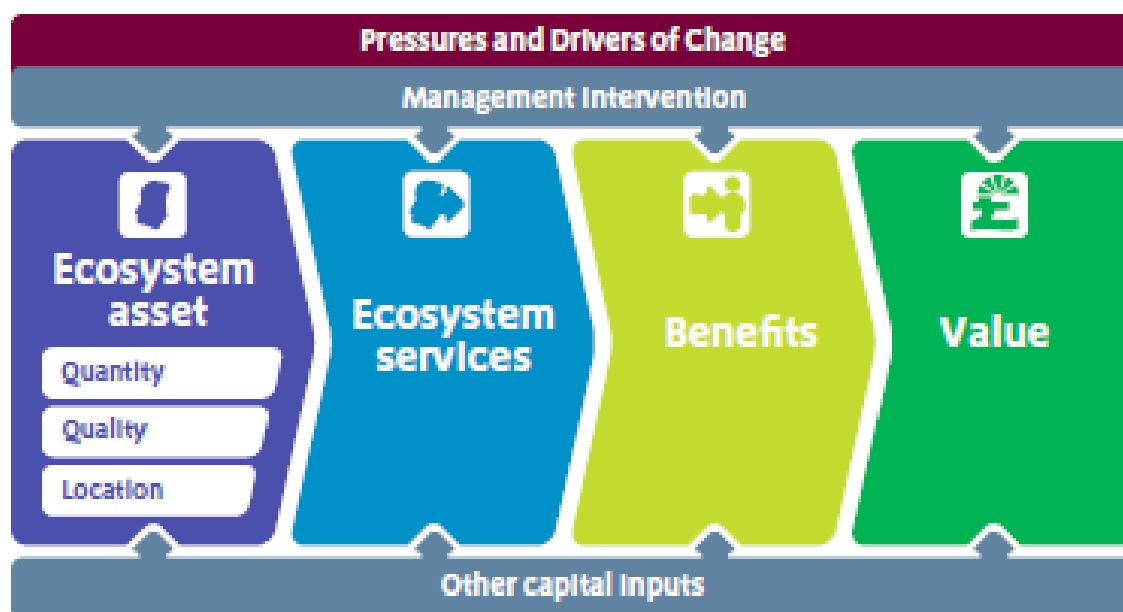 Pressures and Drivers of Change
Management Intervention
Ecosystem
asset
Quantity
Quality
Location
Ecosystem
services
Benefits
£
Value
Other capital inputs